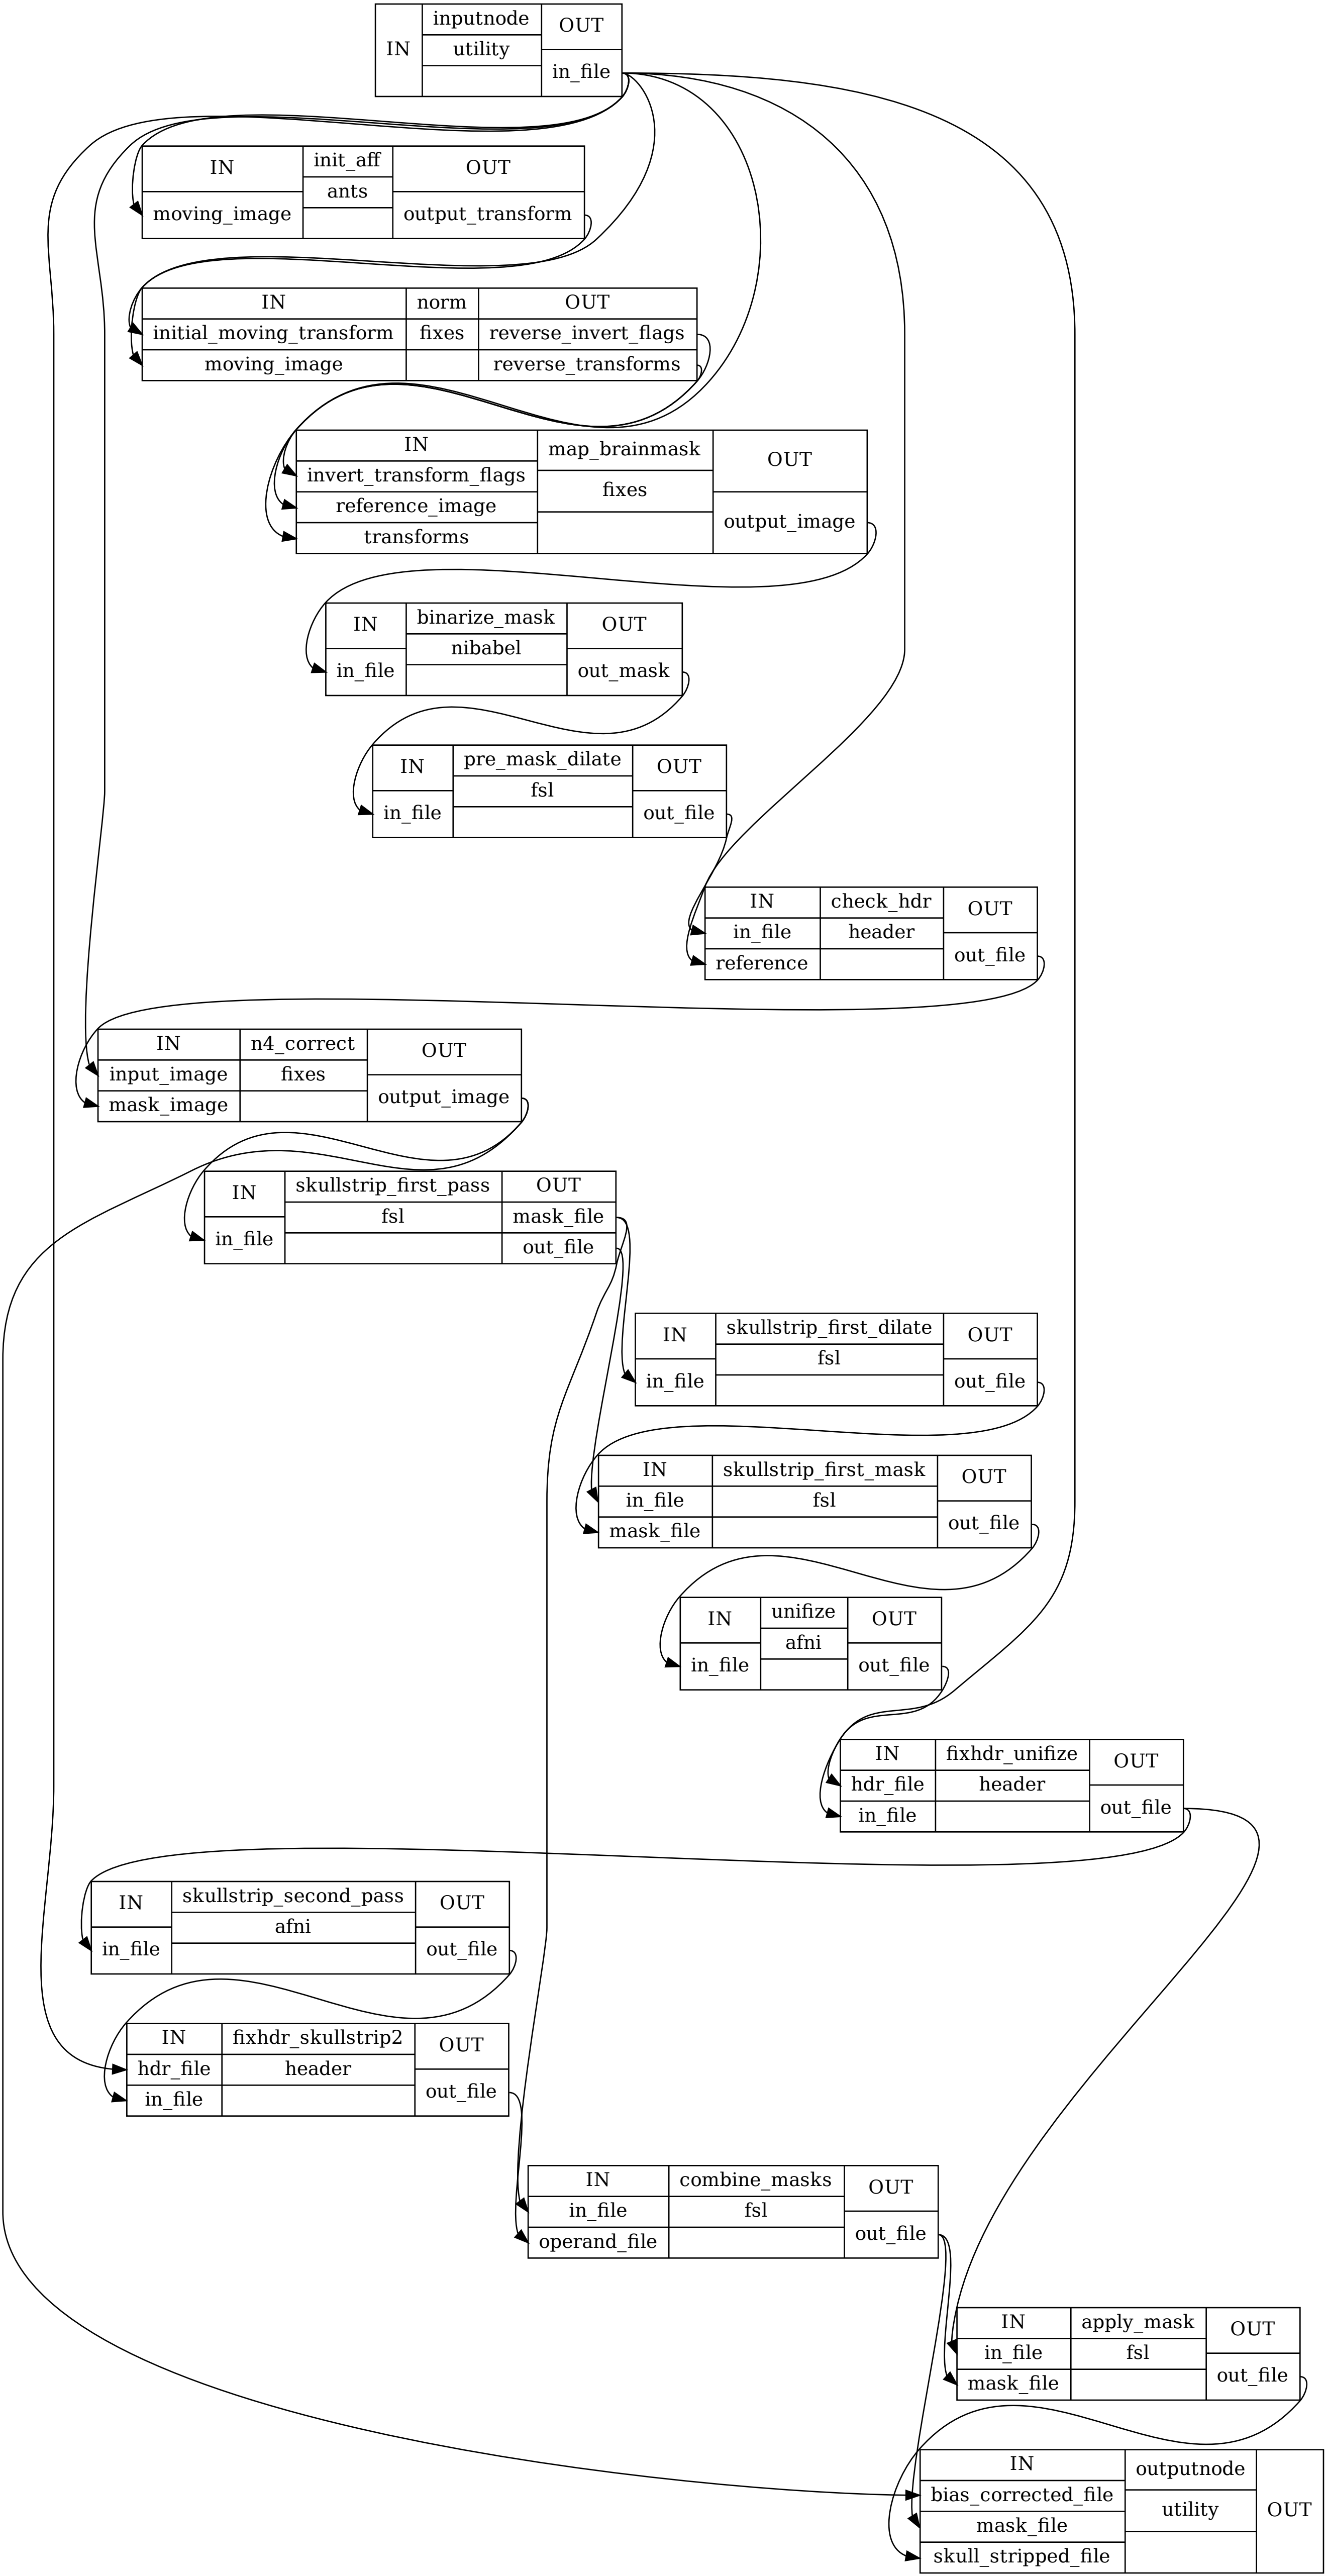 IN
inputnode
utility
OUT
in_file
IN
moving_image
init_aff
ants
OUT
output_transform
IN
initial_moving_transform
moving_image
norm
fixes
OUT
reverse_invert_flags
reverse_transforms
IN
invert_transform_flags
reference_image
transforms
map_brainmask
fixes
OUT
output_image
IN
in_file
binarize_mask
nibabel
OUT
out_mask
IN
in_file
pre_mask_dilate
fsl
OUT
out_file
IN
in_file
reference
check_hdr
header
OUT
out_file
IN
input_image
mask_image
n4_correct
fixes
OUT
output_image
IN
in_file
skullstrip_first_pass
fsl
OUT
mask_file
out_file
IN
in_file
skullstrip_first_dilate
fsl
OUT
out_file
IN
in_file
mask_file
skullstrip_first_mask
fsl
OUT
out_file
IN
in_file
unifize
afni
OUT
out_file
IN
hdr_file
in_file
fixhdr_unifize
header
OUT
out_file
IN
in_file
skullstrip_second_pass
afni
OUT
out_file
IN
hdr_file
in_file
fixhdr_skullstrip2
header
OUT
out_file
IN
in_file
operand_file
combine_masks
fsl
OUT
out_file
IN
in_file
mask_file
apply_mask
fsl
OUT
out_file
IN
bias_corrected_file
mask_file
skull_stripped_file
outputnode
utility
OUT